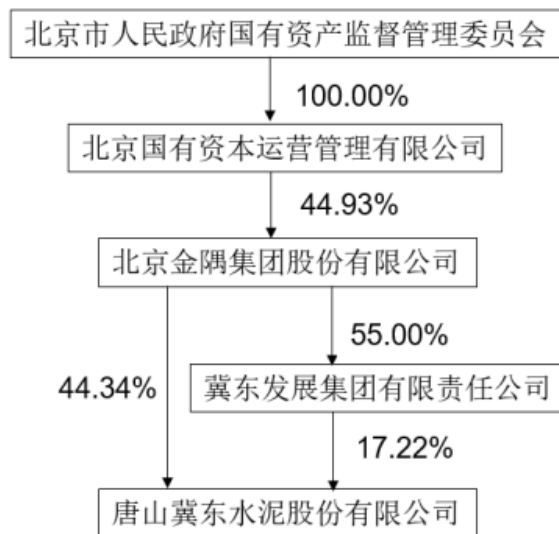 北京市人民政府国有资产监督管理委员会
100.00%
北京国有资本运营管理有限公司
44.93%
北京金隅集团股份有限公司
55.00%
44.34%
冀东发展集团有限责任公司
17.22%
唐山冀东水泥股份有限公司